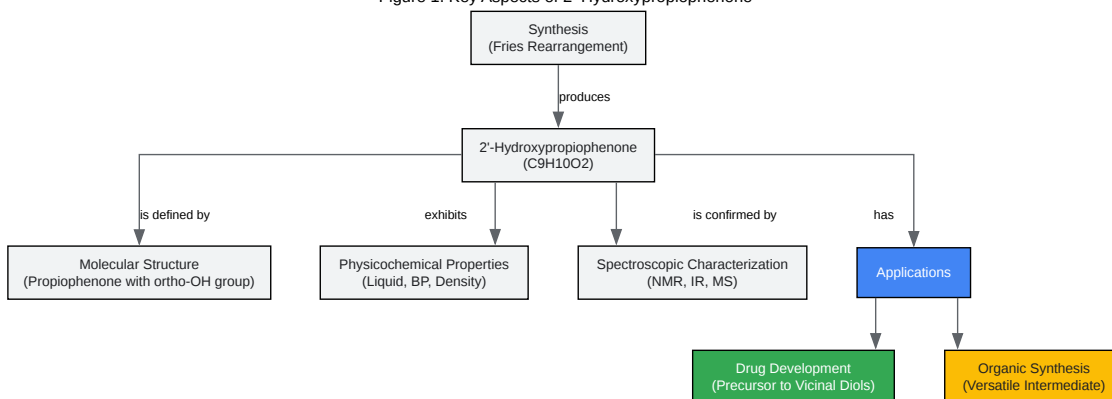 Figure 1: Key Aspects of 2'-Hydroxypropiophenone
Synthesis
(Fries Rearrangement)
produces
2'-Hydroxypropiophenone
(C9H10O2)
is defined by
exhibits
is confirmed by
has
Molecular Structure
(Propiophenone with ortho-OH group)
Physicochemical Properties
(Liquid, BP, Density)
Spectroscopic Characterization
(NMR, IR, MS)
Applications
Drug Development
(Precursor to Vicinal Diols)
Organic Synthesis
(Versatile Intermediate)